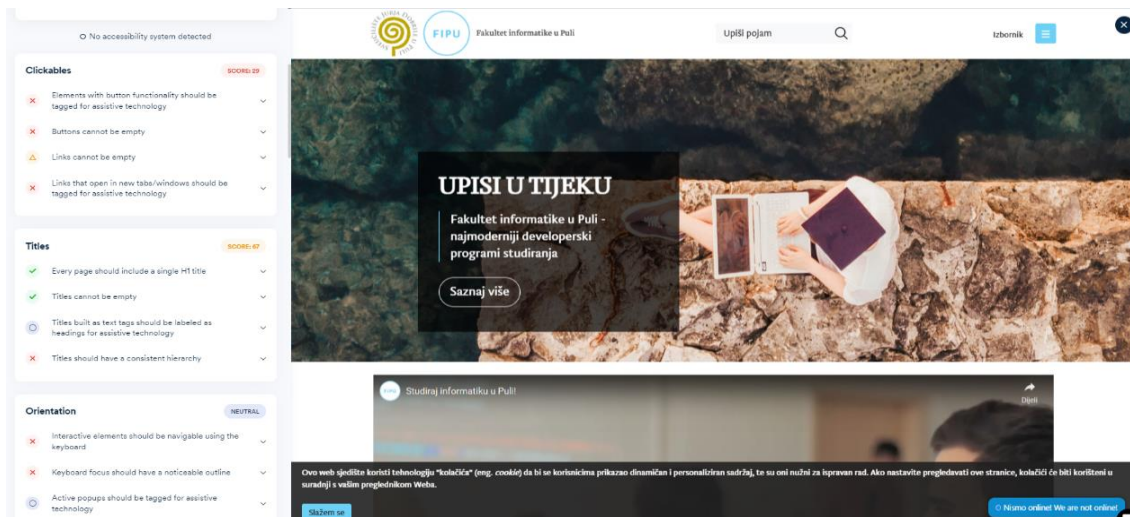 No accessibility system detected
Clickables
SCORE: 29
Elements with button functionality should be
tagged for assistive technology
Buttons cannot be empty
Links cannot be empty
Links that open in new tabs/windows should be
tagged for assistive technology
Titles
SCORE: 67
Every page should include a single H1 title
Titles cannot be empty
Titles built as text tags should be labeled as
headings for assistive technology
Titles should have a consistent hierarchy
Orientation
NEUTRAL
Interactive elements should be navigable using the
keyboard
Keyboard focus should have a noticeable outline
Active popups should be tagged for assistive
technology
FIPU
Fakultet informatike u Puli
Upiši pojam
Izbornik
UPISI U TIJEKU
Fakultet informatike u Puli -
najmoderniji developerski
programi studiranja
Saznaj više
Studiraj informatiku u Puli!
Dijeli
Ovo web sjedište koristi tehnologiju "kolačića" (eng. cookie) da bi se korisnicima prikazao dinamičan i personaliziran sadržaj, te su oni nužni za ispravan rad. Ako nastavite pregledavati ove stranice, kolačići će biti korišteni u
suradnji s vašim preglednikom Weba.
Slažem se
Nismo online! We are not online!